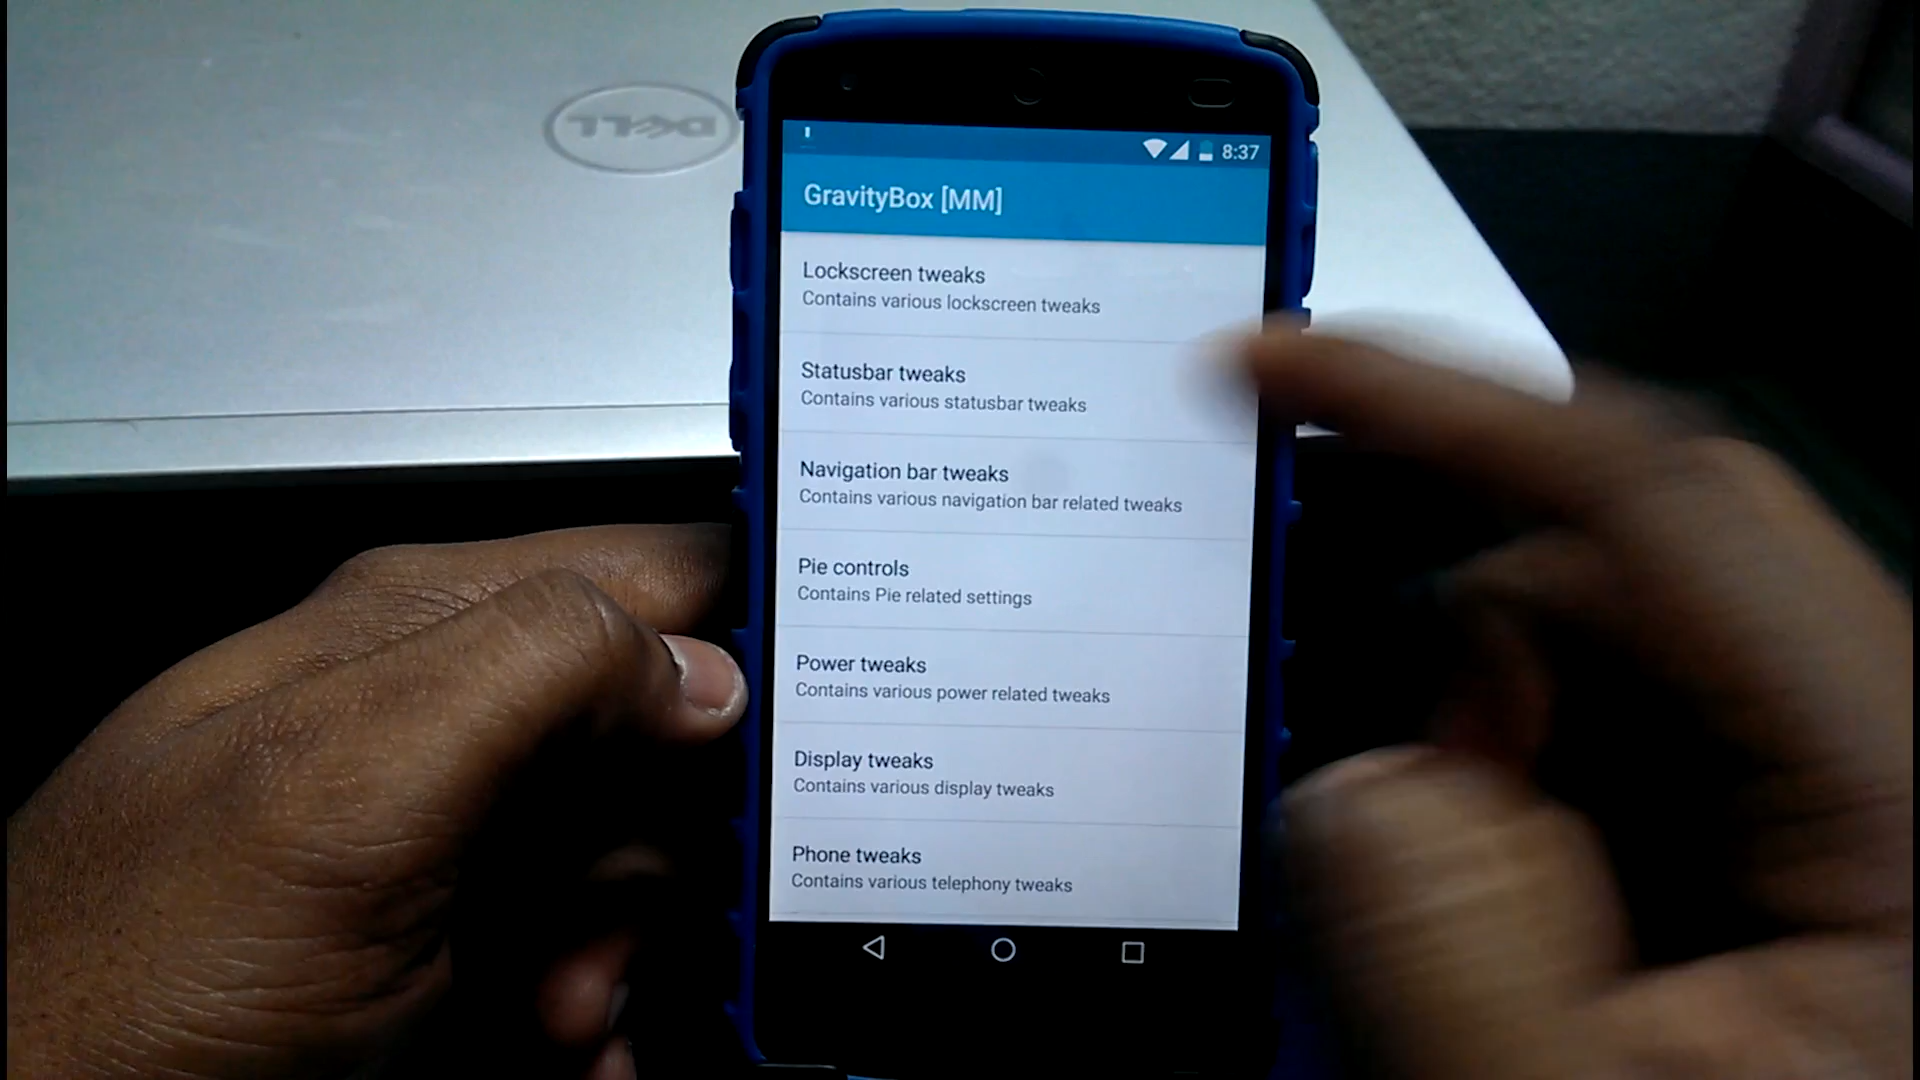 DELL
8:37
GravityBox [MM]
Lockscreen tweaks
Contains various lockscreen tweaks
Statusbar tweaks
Contains various statusbar tweaks
Navigation bar tweaks
Contains various navigation bar related tweaks
Pie controls
Contains Pie related settings
Power tweaks
Contains various power related tweaks
Display tweaks
Contains various display tweaks
Phone tweaks
Contains various telephony tweaks